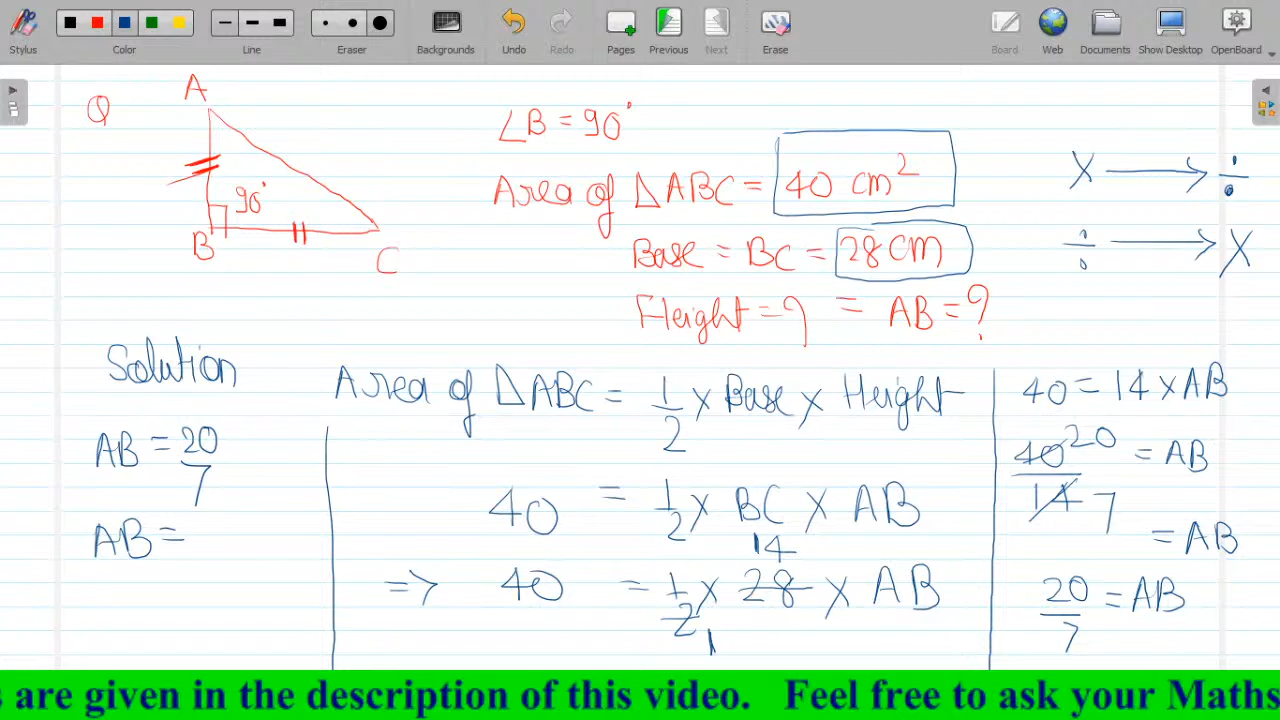 Stylus Color Line Eraser Backgrounds Undo Redo Pages Previous Next Erase Board Web Documents Show Desktop OpenBoard
Q
A
90°
B
C
∠B = 90°
Area of △ABC = 40 cm²
Base = BC = 28 CM
Height = ? = AB = ?
X → ÷
÷ → X
Solution
AB = 20/7
AB =
Area of △ABC = 1/2 × Base × Height
40 = 1/2 × BC × AB
14
=> 40 = 1/2 × 28 × AB
1
40 = 14 × AB
40/14 = AB
20
7
= AB
20/7 = AB
s are given in the description of this video. Feel free to ask your Maths